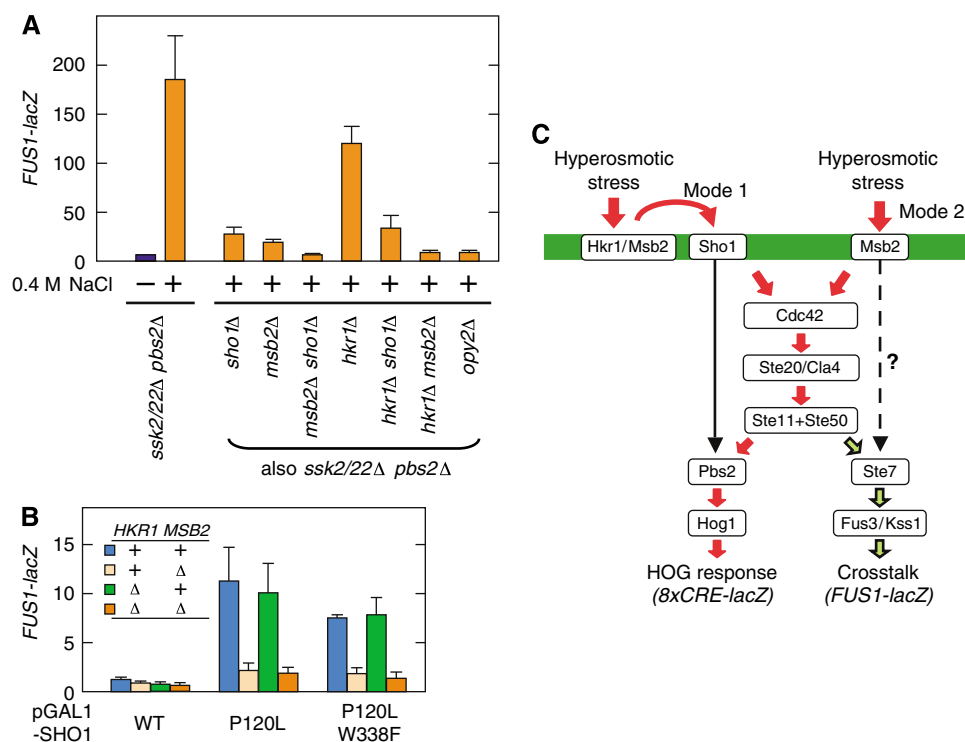 A
FUS1-lacZ
200
150
100
50
0
0.4 M NaCl
− + + + + + + + +
ssk2/22Δ pbs2Δ
sho1Δ
msb2Δ
msb2Δ sho1Δ
hkr1Δ
hkr1Δ sho1Δ
hkr1Δ msb2Δ
opy2Δ
also ssk2/22Δ pbs2Δ
B
FUS1-lacZ
15
10
5
0
HKR1 MSB2
+ +
+ Δ
Δ +
Δ Δ
pGAL1
-SHO1
WT
P120L
P120L
W338F
C
Hyperosmotic
stress
Mode 1
Hyperosmotic
stress
Mode 2
Hkr1/Msb2
Sho1
Msb2
Cdc42
Ste20/Cla4
?
Ste11+Ste50
Pbs2
Ste7
Hog1
Fus3/Kss1
HOG response
(8xCRE-lacZ)
Crosstalk
(FUS1-lacZ)